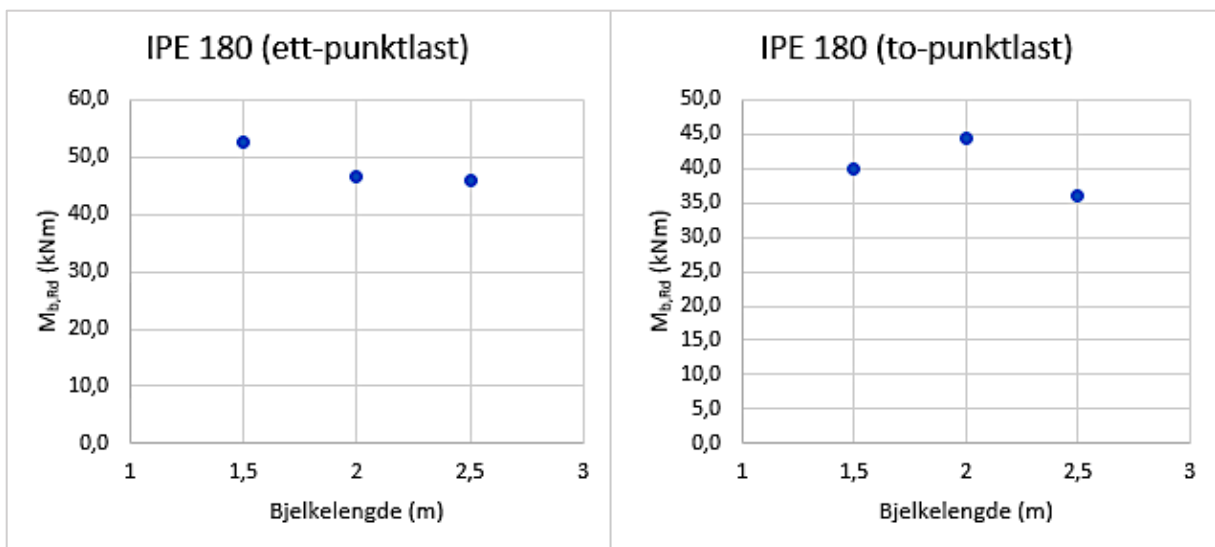 IPE 180 (ett-punktlast)
60,0
50,0
40,0
30,0
20,0
10,0
0,0
M_b,Rd (kNm)
1 1,5 2 2,5 3
Bjelkelengde (m)
IPE 180 (to-punktlast)
50,0
45,0
40,0
35,0
30,0
25,0
20,0
15,0
10,0
5,0
0,0
M_b,Rd (kNm)
1 1,5 2 2,5 3
Bjelkelengde (m)